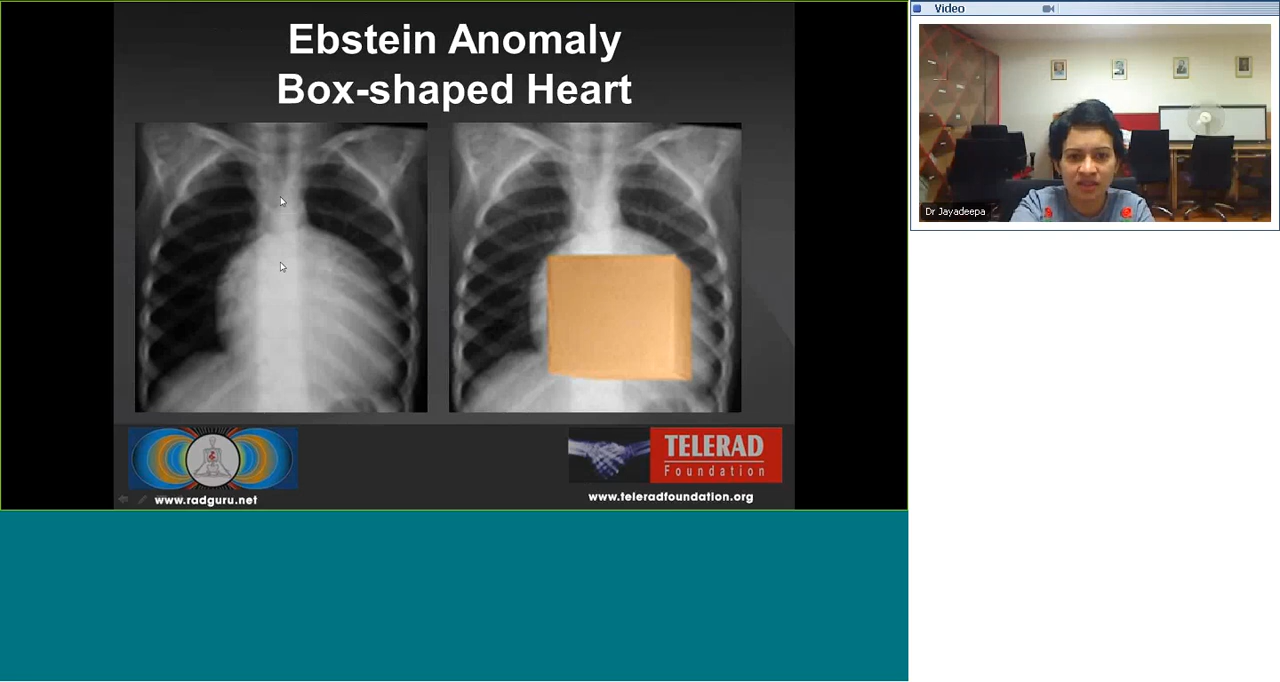 Ebstein Anomaly
Box-shaped Heart
www.radguru.net
TELERAD
Foundation
www.teleradfoundation.org
Video
Dr Jayadeepa